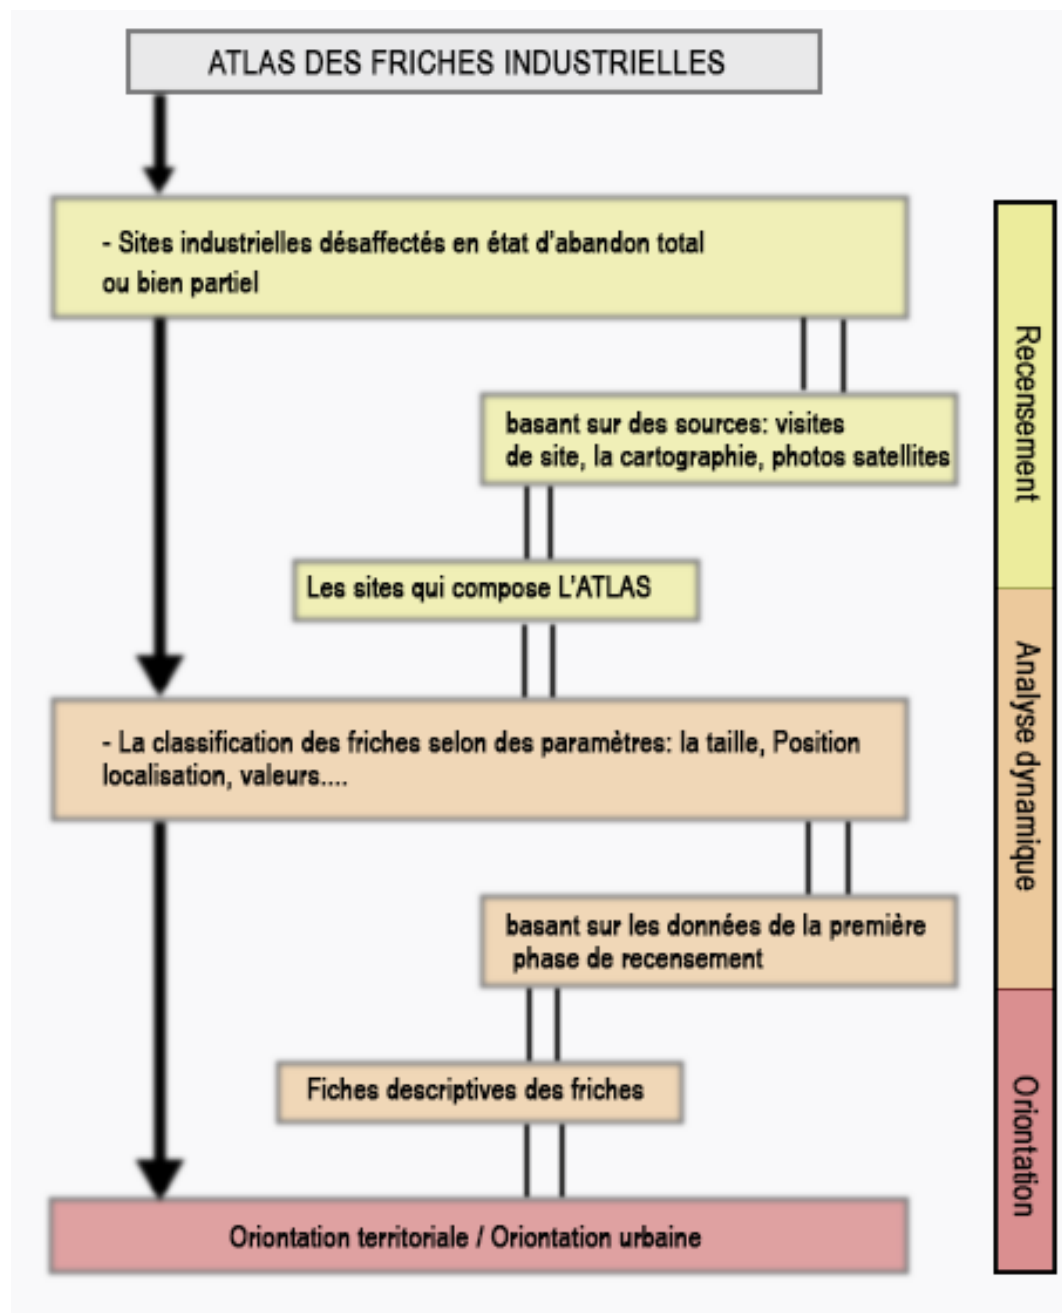 ATLAS DES FRICHES INDUSTRIELLES
- Sites industrielles désaffectés en état d'abandon total
ou bien partiel
basant sur des sources: visites
de site, la cartographie, photos satellites
Les sites qui compose L'ATLAS
- La classification des friches selon des paramètres: la taille, Position
localisation, valeurs....
basant sur les données de la première
phase de recensement
Fiches descriptives des friches
Oriontation territoriale / Oriontation urbaine
Recensement
Analyse dynamique
Oriontation